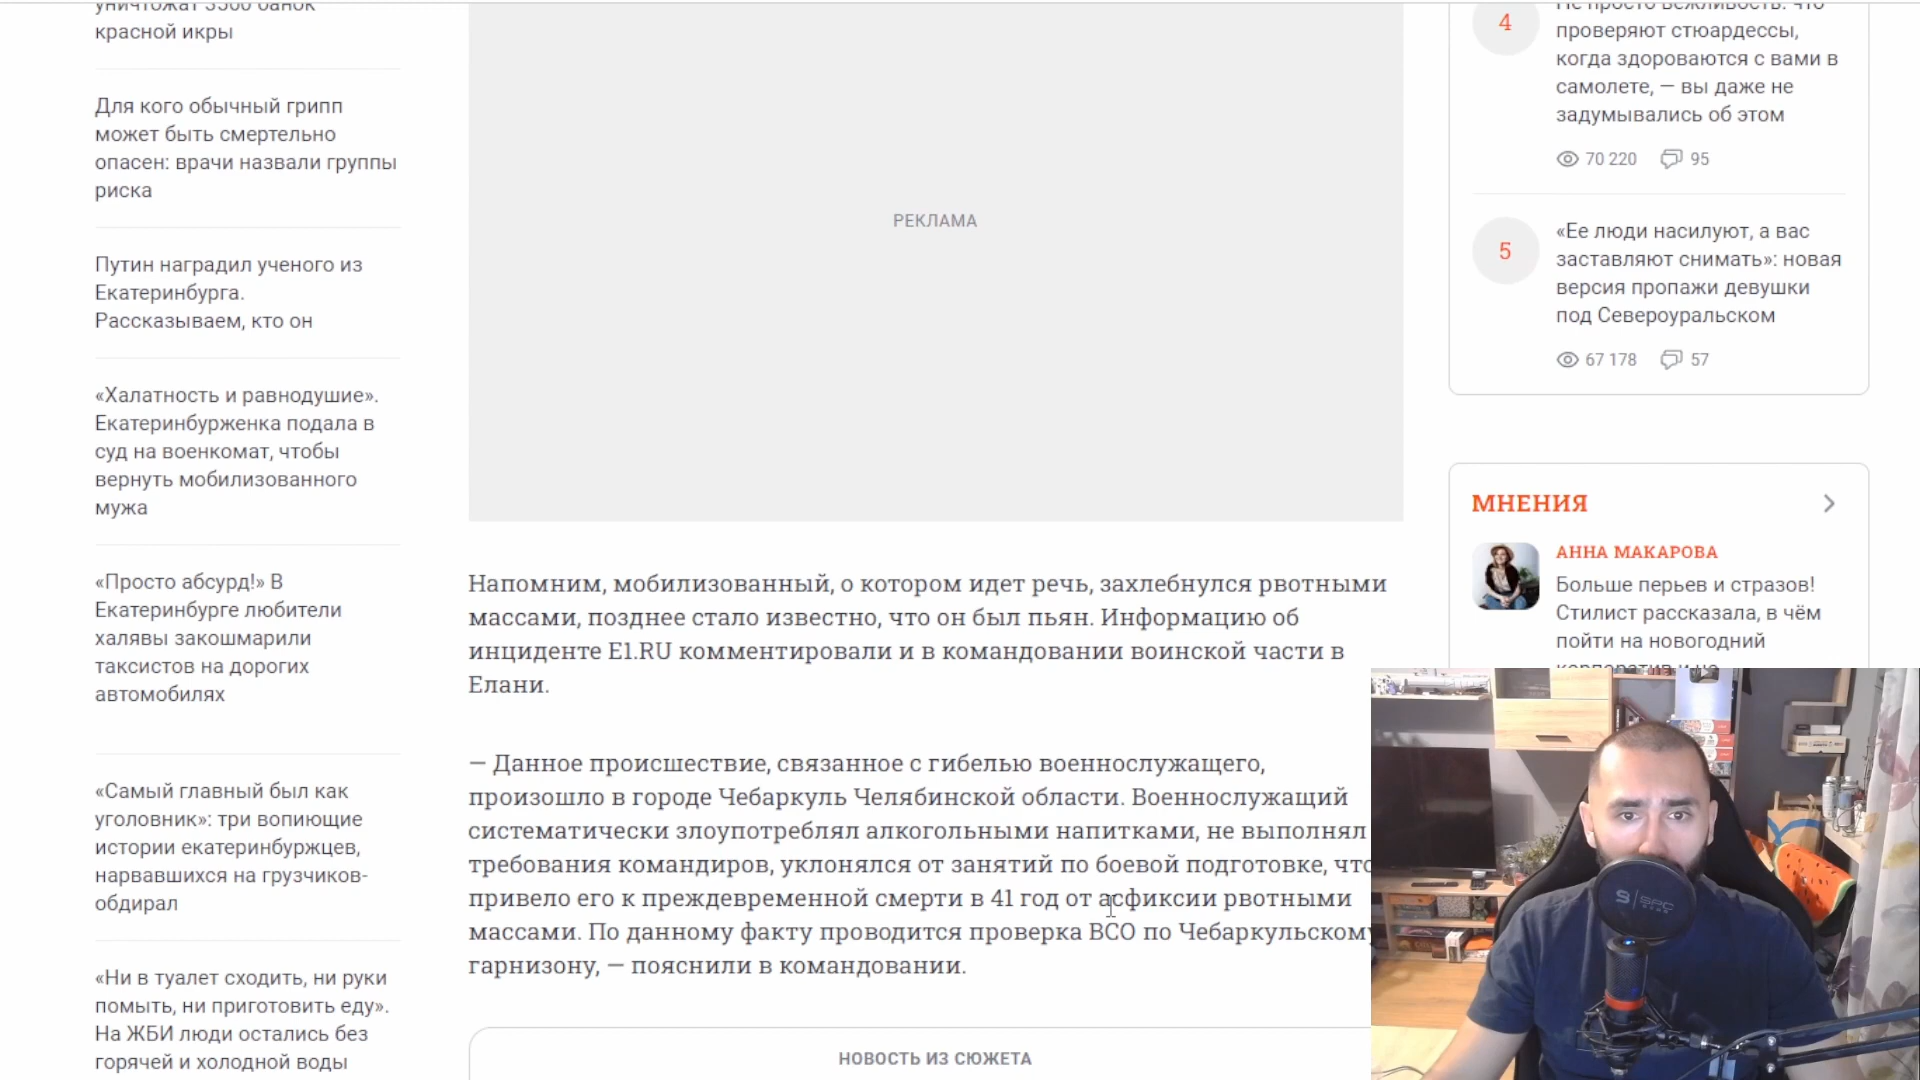 уничтожат 3500 банок
красной икры
Для кого обычный грипп
может быть смертельно
опасен: врачи назвали группы
риска
Путин наградил ученого из
Екатеринбурга.
Рассказываем, кто он
«Халатность и равнодушие».
Екатеринбурженка подала в
суд на военкомат, чтобы
вернуть мобилизованного
мужа
«Просто абсурд!» В
Екатеринбурге любители
халявы закошмарили
таксистов на дорогих
автомобилях
«Самый главный был как
уголовник»: три вопиющие
истории екатеринбуржцев,
нарвавшихся на грузчиков-
обдирал
«Ни в туалет сходить, ни руки
помыть, ни приготовить еду».
На ЖБИ люди остались без
горячей и холодной воды
РЕКЛАМА
Напомним, мобилизованный, о котором идет речь, захлебнулся рвотными
массами, позднее стало известно, что он был пьян. Информацию об
инциденте E1.RU комментировали и в командовании воинской части в
Елани.
— Данное происшествие, связанное с гибелью военнослужащего,
произошло в городе Чебаркуль Челябинской области. Военнослужащий
систематически злоупотреблял алкогольными напитками, не выполнял
требования командиров, уклонялся от занятий по боевой подготовке, что
привело его к преждевременной смерти в 41 год от асфиксии рвотными
массами. По данному факту проводится проверка ВСО по Чебаркульскому
гарнизону, — пояснили в командовании.
НОВОСТЬ ИЗ СЮЖЕТА
4
Не просто вежливость: что
проверяют стюардессы,
когда здороваются с вами в
самолете, — вы даже не
задумывались об этом
70 220 95
5
«Ее люди насилуют, а вас
заставляют снимать»: новая
версия пропажи девушки
под Североуральском
67 178 57
МНЕНИЯ
АННА МАКАРОВА
Больше перьев и стразов!
Стилист рассказала, в чём
пойти на новогодний
корпоратив и на
S SPC